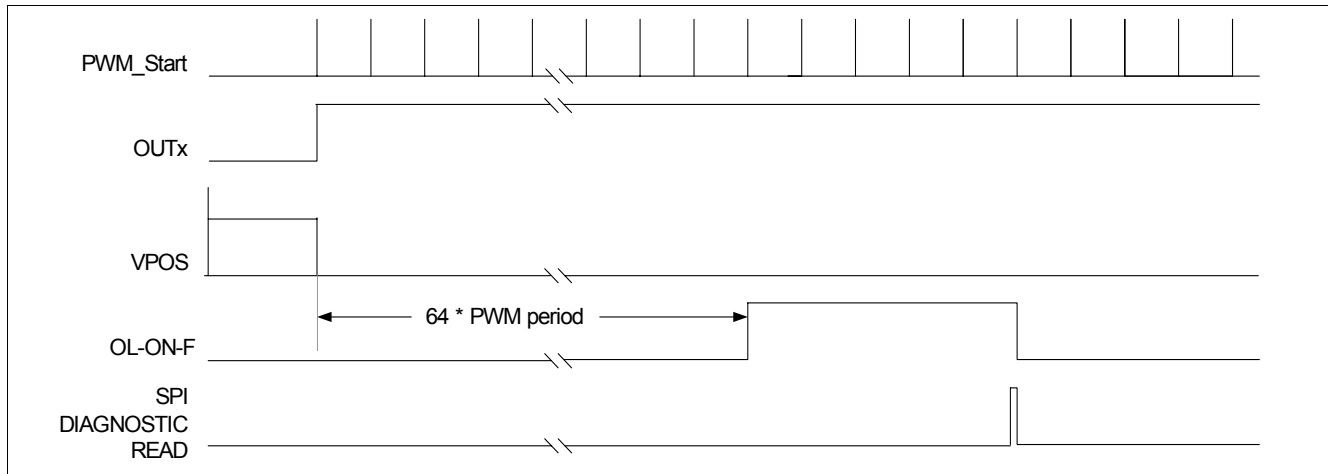 PWM_Start
OUTx
VPOS
64 * PWM period
OL-ON-F
SPI
DIAGNOSTIC
READ